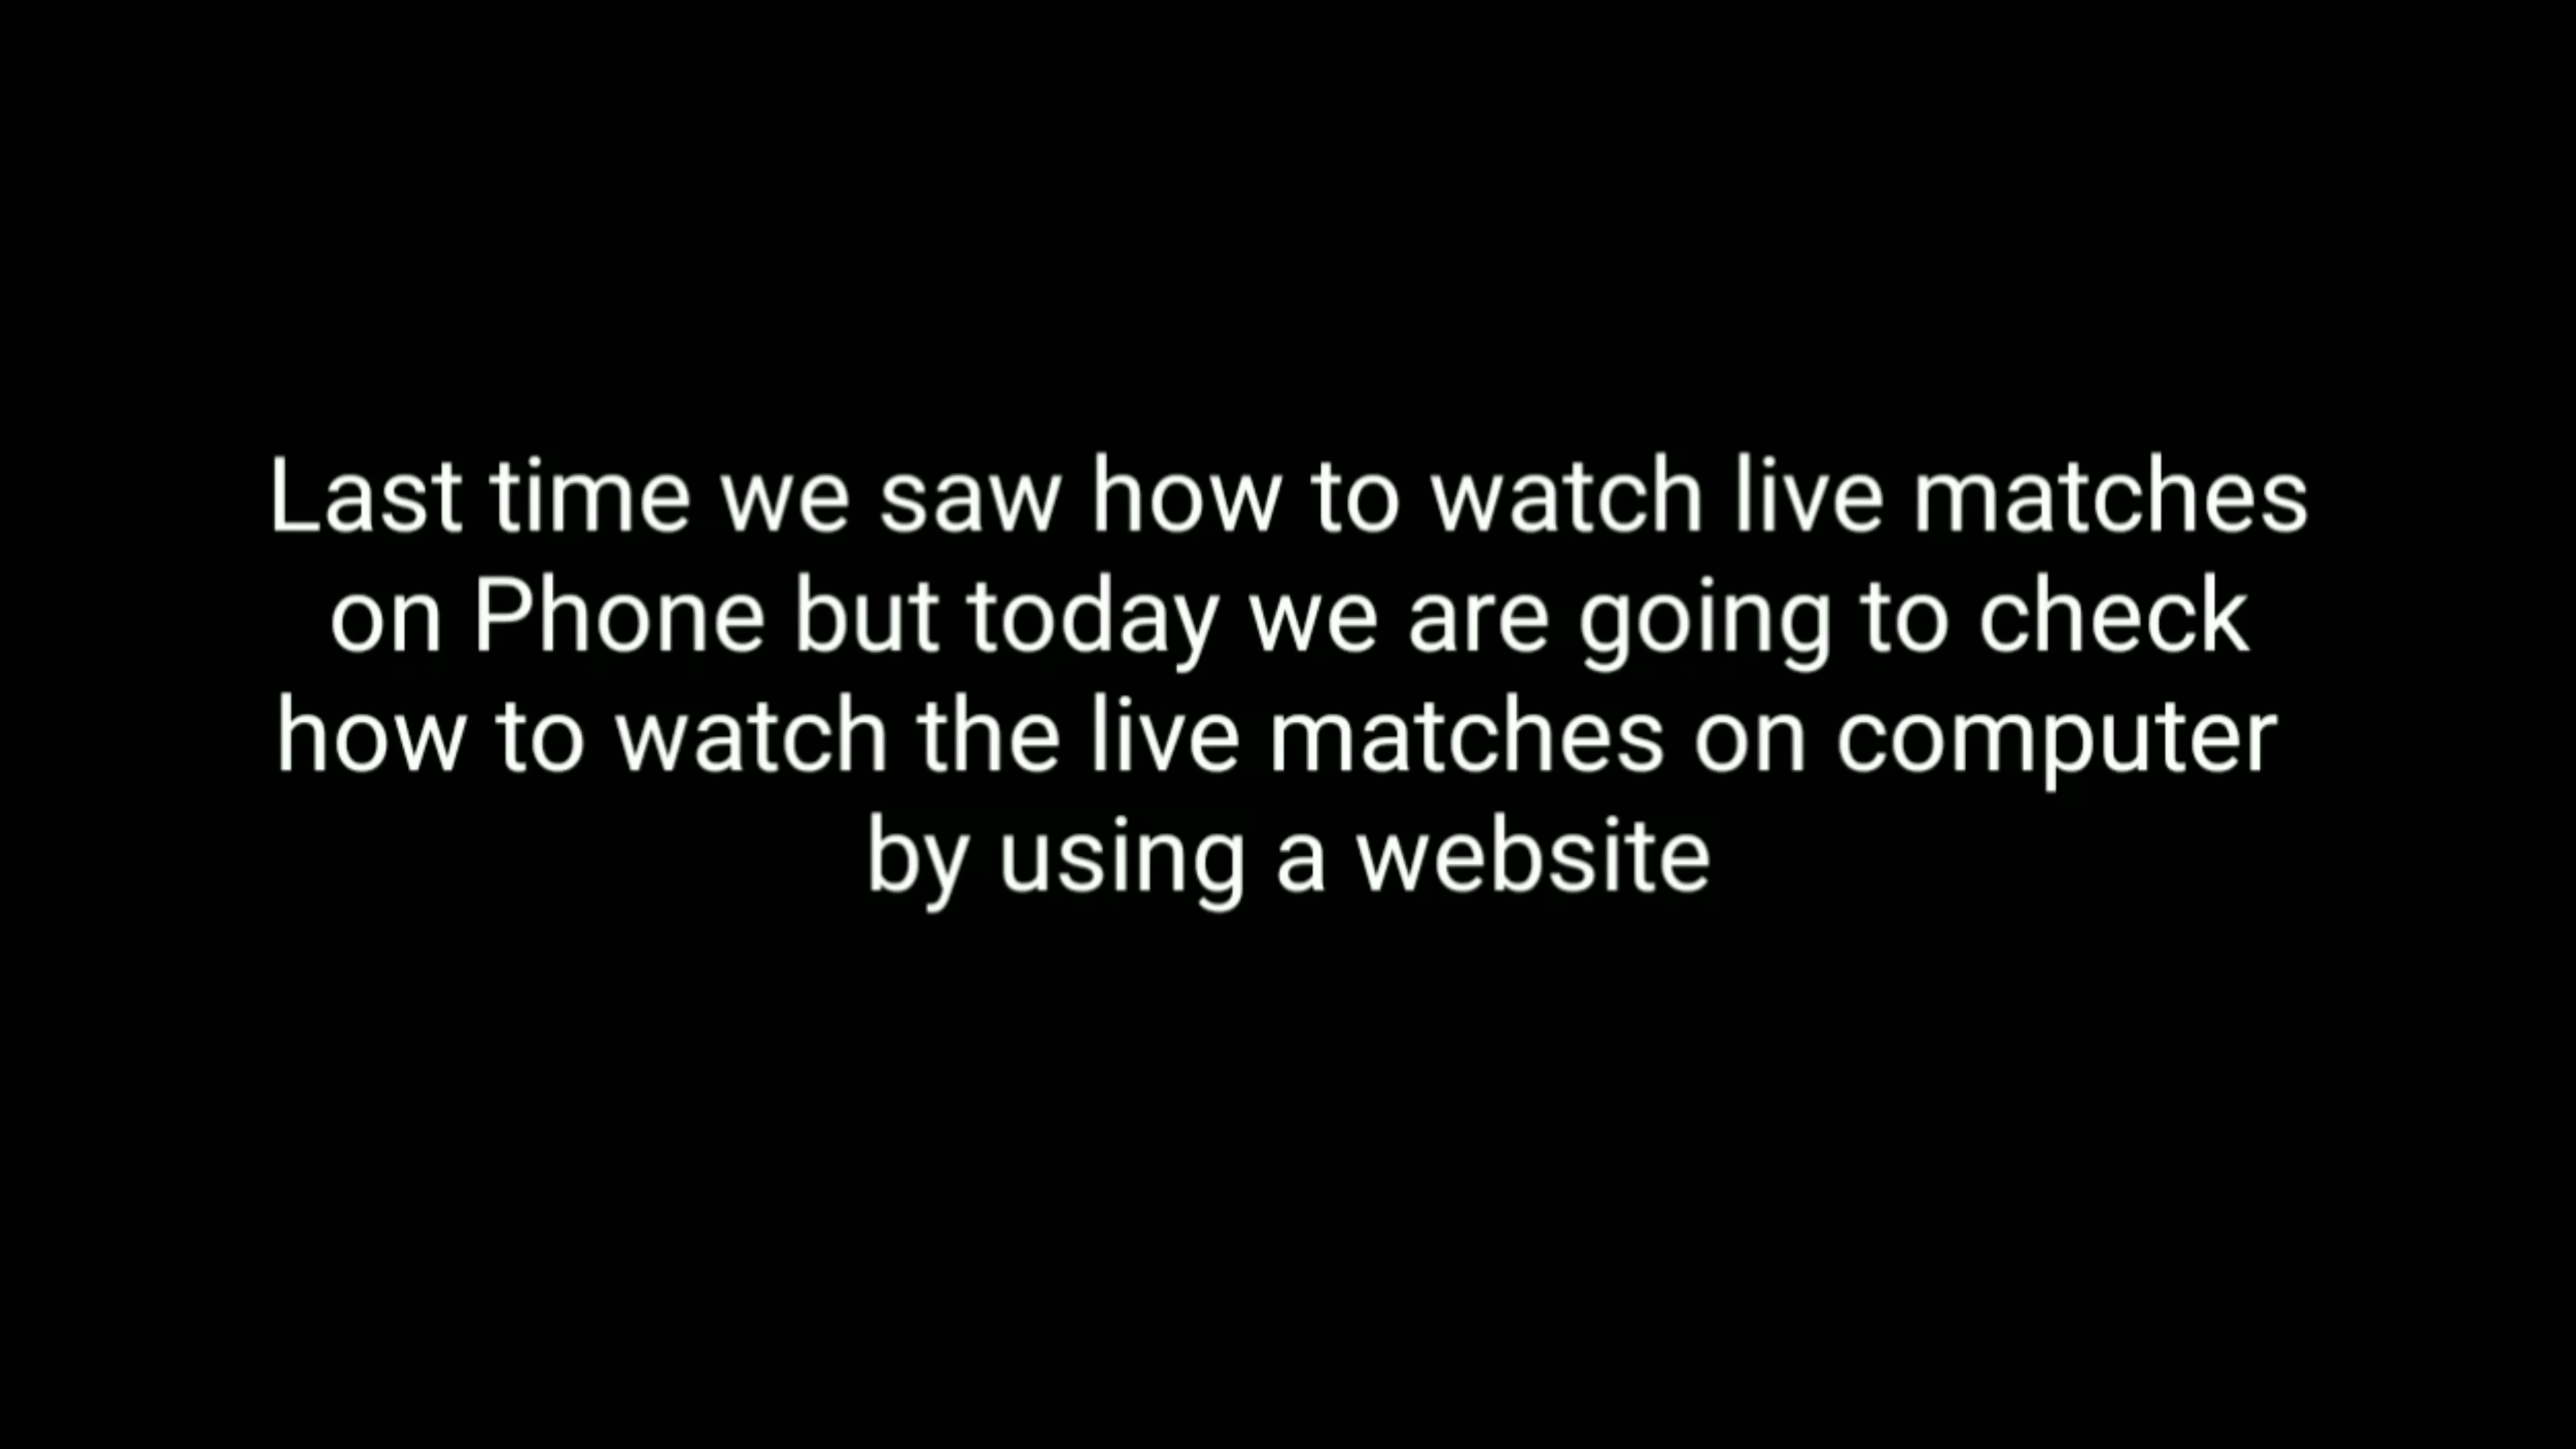 Last time we saw how to watch live matches
on Phone but today we are going to check
how to watch the live matches on computer
by using a website